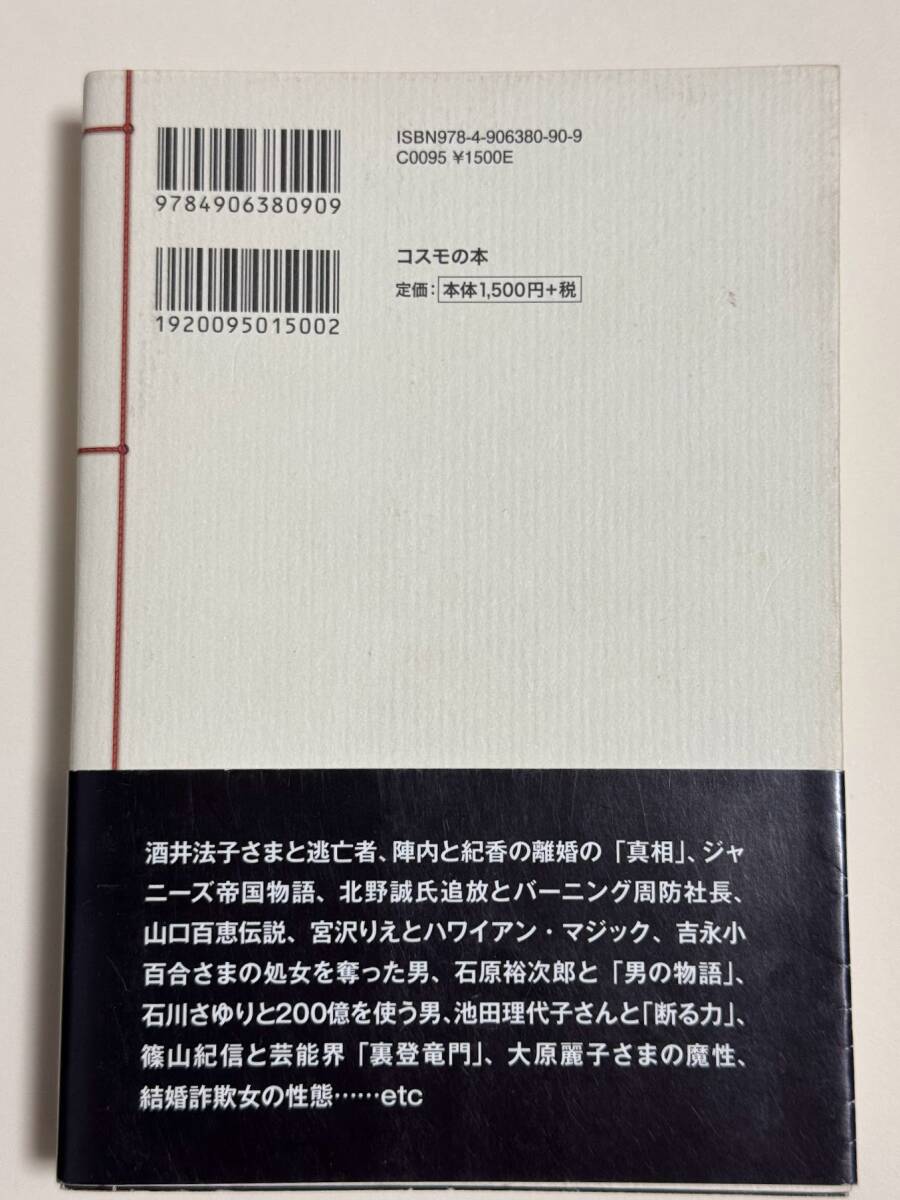 ISBN978-4-906380-90-9
C0095 ¥1500E
9784906380909
コスモの本
定価：本体1,500円+税
1920095015002
酒井法子さまと逃亡者、陣内と紀香の離婚の「真相」、ジャ
ニーズ帝国物語、北野誠氏追放とバーニング周防社長、
山口百恵伝説、宮沢りえとハワイアン・マジック、吉永小
百合さまの処女を奪った男、石原裕次郎と「男の物語」、
石川さゆりと200億を使う男、池田理代子さんと「断る力」、
篠山紀信と芸能界「裏登竜門」、大原麗子さまの魔性、
結婚詐欺女の性態……etc